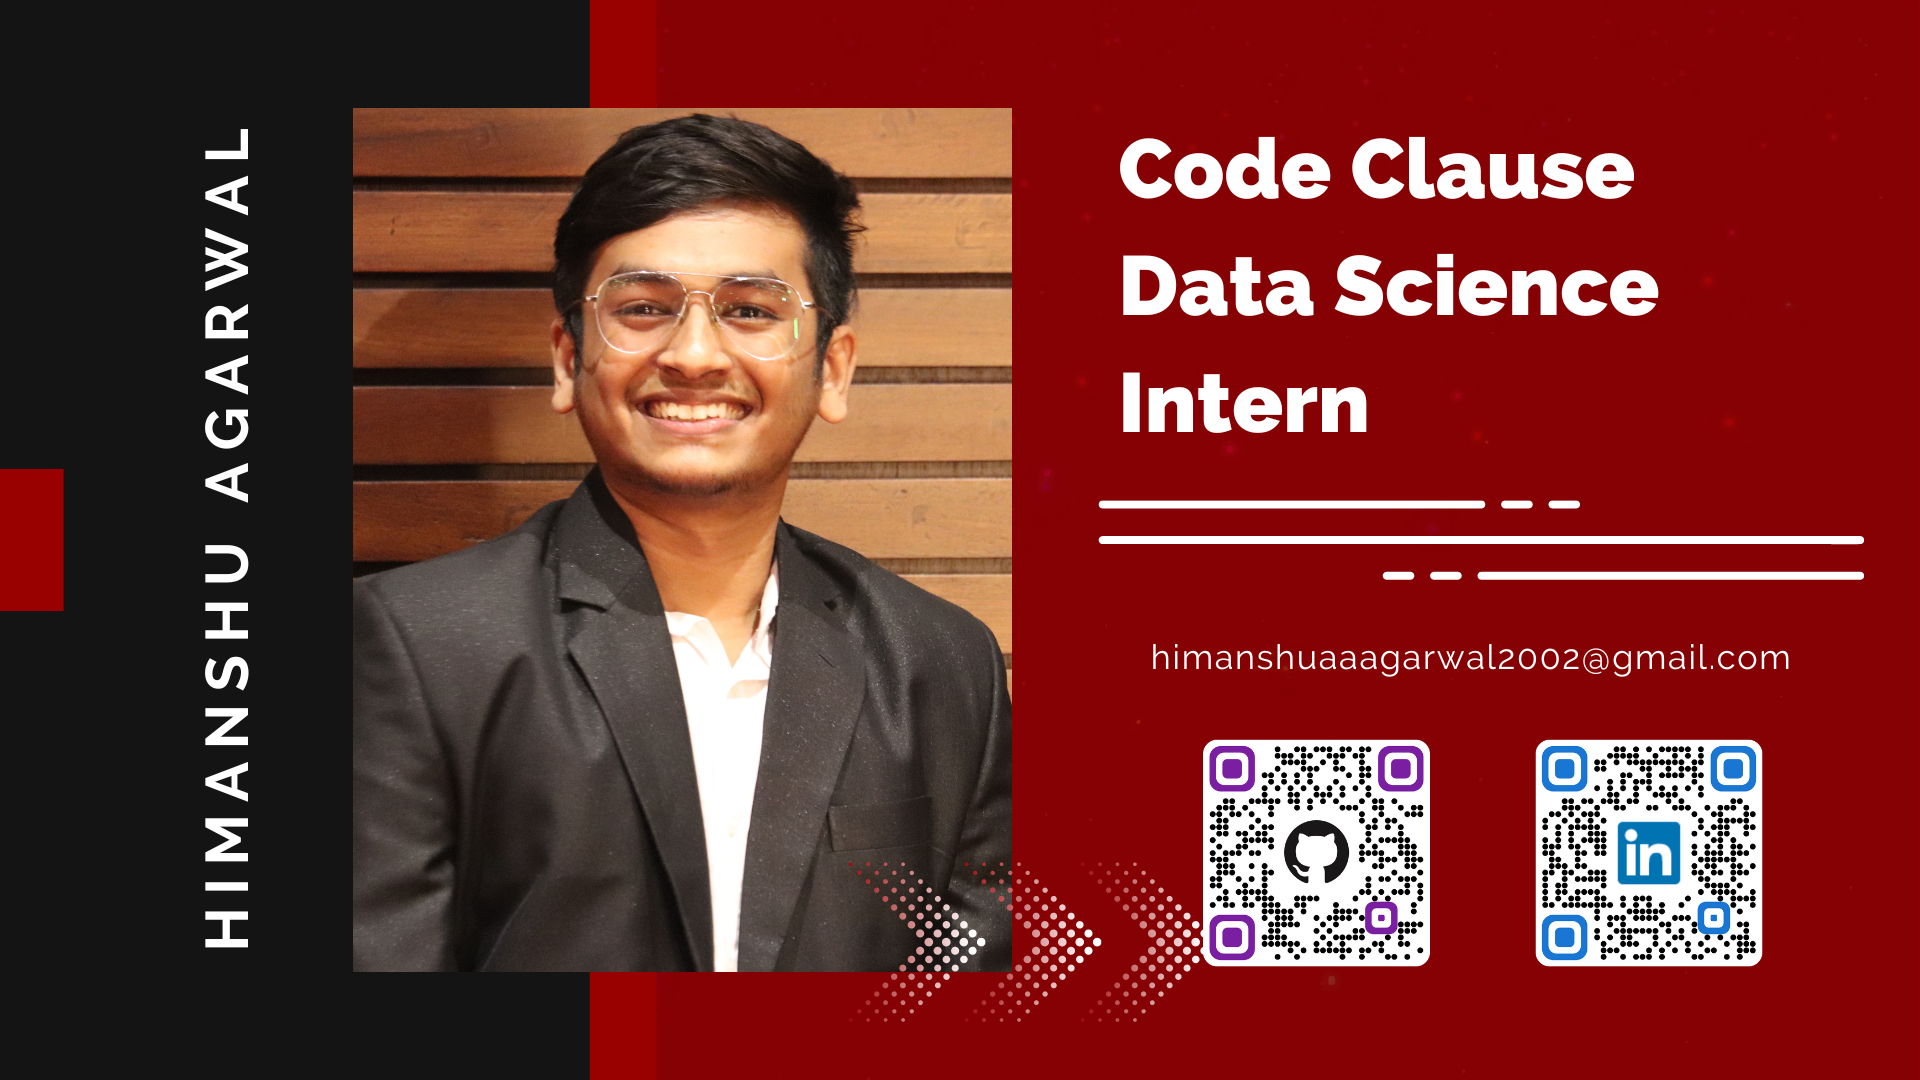 HIMANSHU AGARWAL
Code Clause
Data Science
Intern
himanshuaaagarwal2002@gmail.com
in